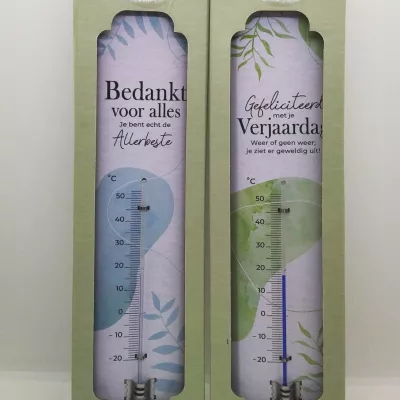 Bedankt
voor alles
Je bent echt de
Allerbeste
°C
50
40
30
20
10
0
-10
-20
Gefeliciteerd
met je
Verjaardag
Weer of geen weer,
je ziet er geweldig uit!
°C
50
40
30
20
10
0
-10
-20